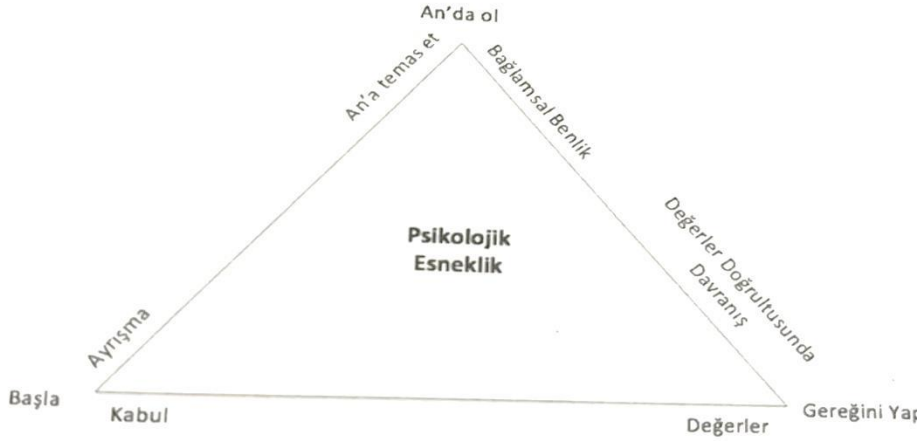 An'da ol
An'a temas et
Bağlamsal Benlik
Değerler Doğrultusunda
Davranış
Psikolojik
Esneklik
Ayrışma
Başla
Kabul
Değerler
Gereğini Yap